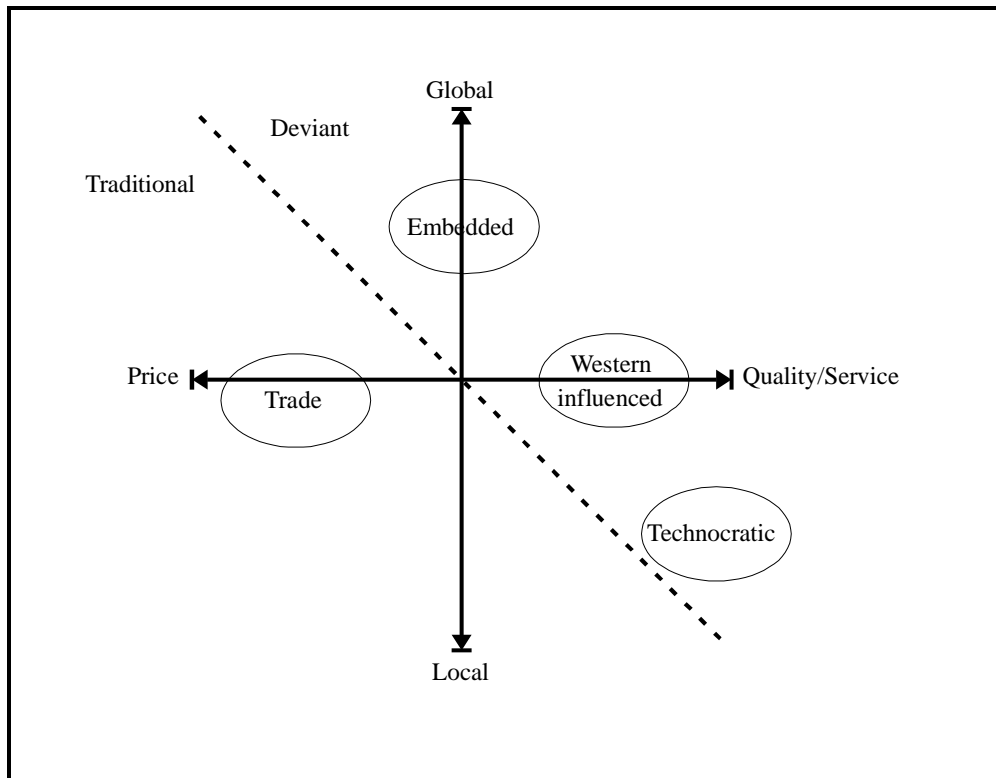 Global
Deviant
Traditional
Embedded
Price
Western
influenced
Quality/Service
Trade
Technocratic
Local